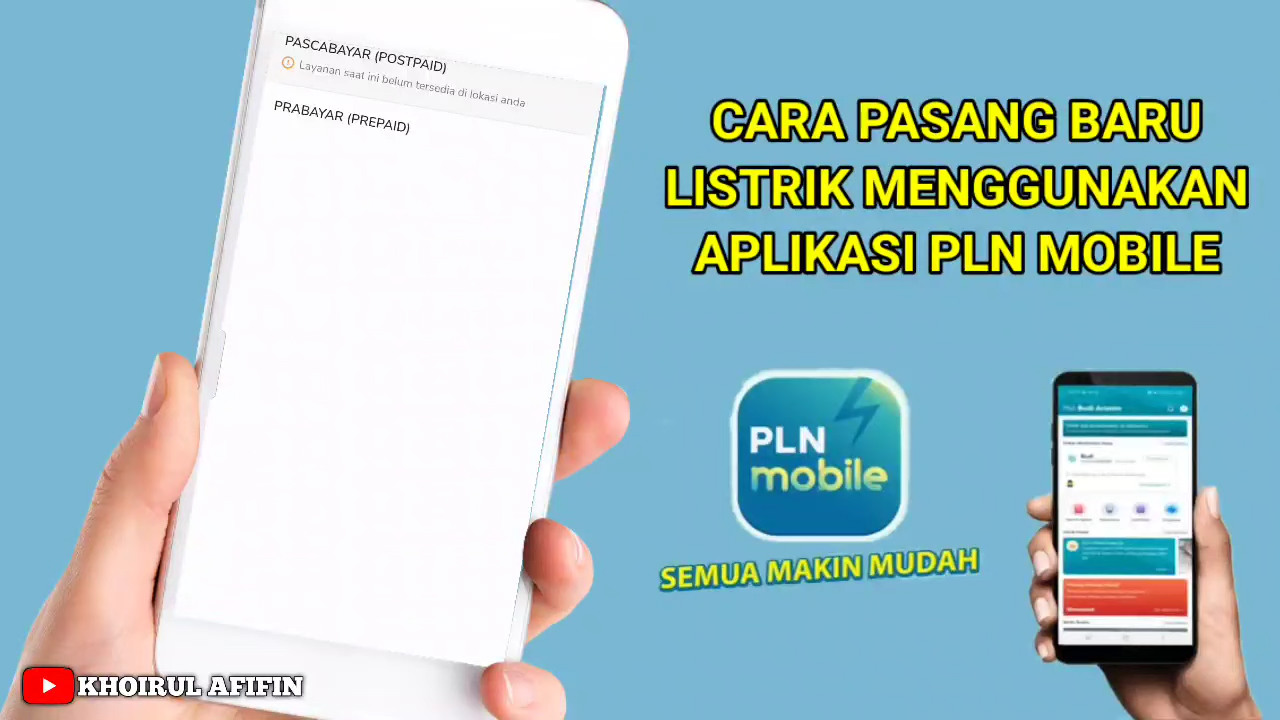 PASCABAYAR (POSTPAID)
Layanan saat ini belum tersedia di lokasi anda
PRABAYAR (PREPAID)
CARA PASANG BARU
LISTRIK MENGGUNAKAN
APLIKASI PLN MOBILE
PLN
mobile
SEMUA MAKIN MUDAH
KHOIRUL AFIFIN